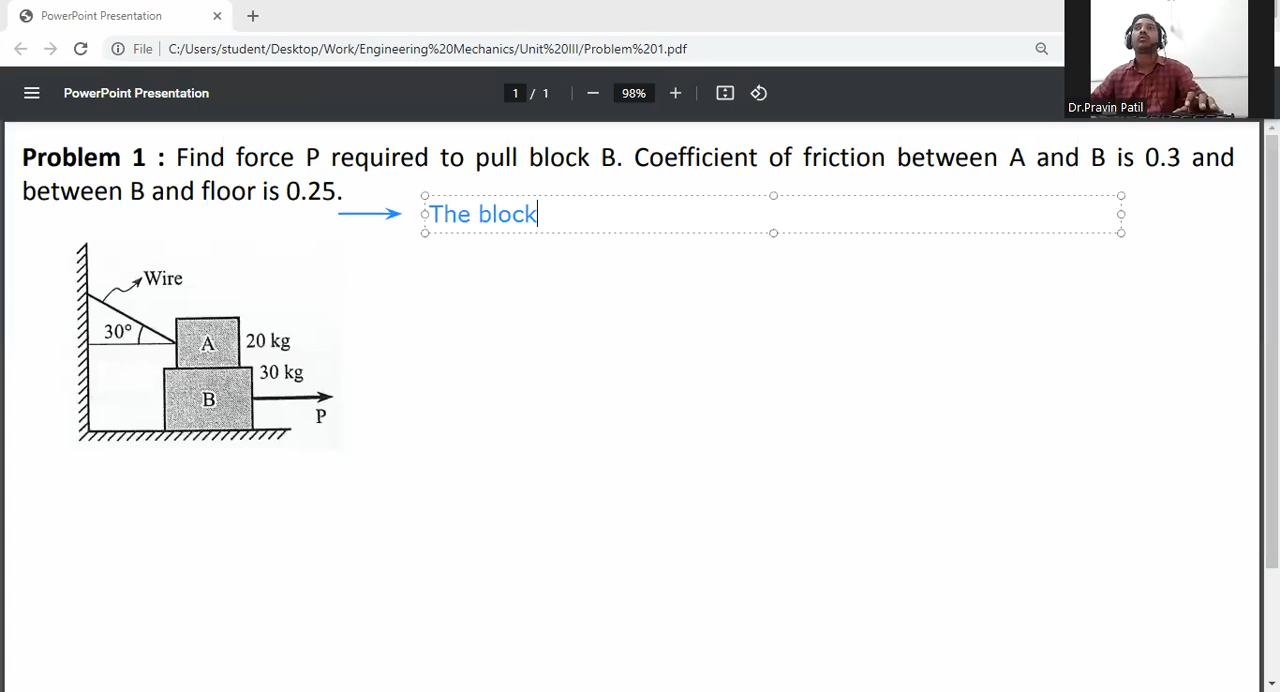 PowerPoint Presentation
File C:/Users/student/Desktop/Work/Engineering%20Mechanics/Unit%20III/Problem%201.pdf
Dr.Pravin Patil
PowerPoint Presentation
1 / 1
98%
Problem 1 : Find force P required to pull block B. Coefficient of friction between A and B is 0.3 and
between B and floor is 0.25.
The block
Wire
30°
A
20 kg
30 kg
B
P